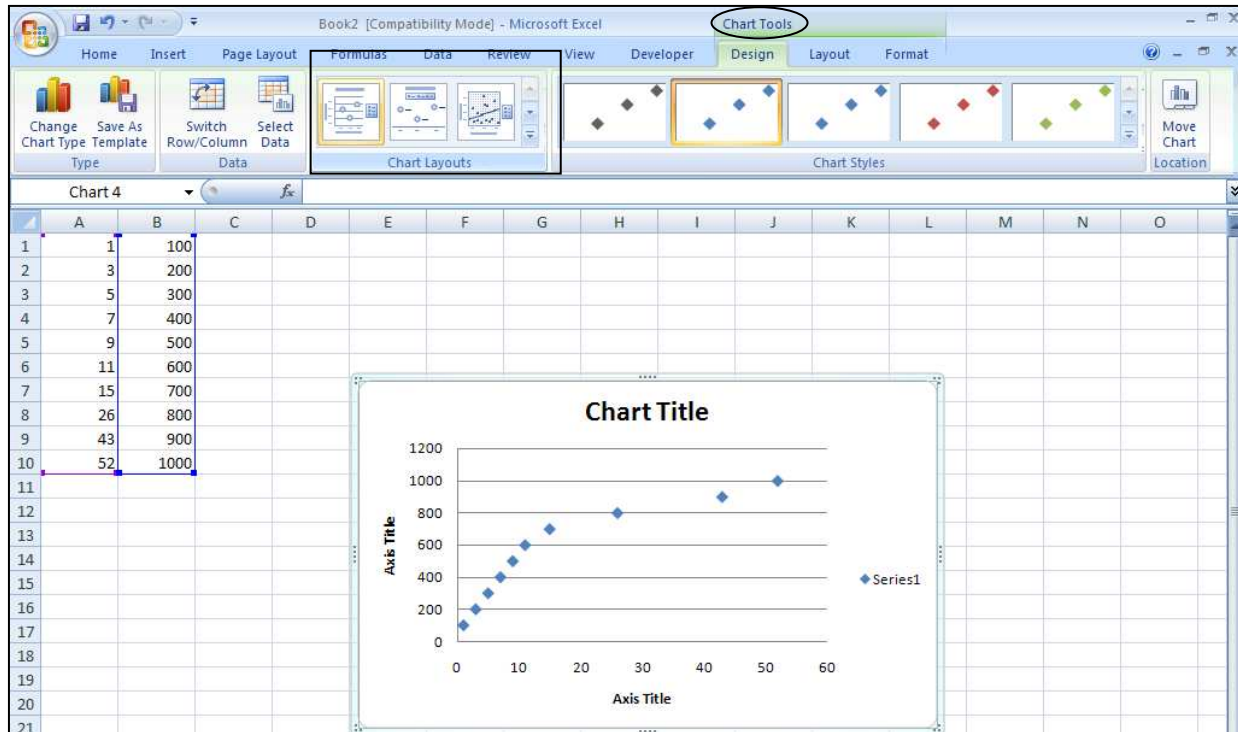 Book2 [Compatibility Mode] - Microsoft Excel
Chart Tools
Home Insert Page Layout Formulas Data Review View Developer Design Layout Format
Change Chart Type
Save As Template
Switch Row/Column
Select Data
Move Chart
Type Data Chart Layouts Chart Styles Location
Chart 4 fx
A B C D E F G H I J K L M N O
1 1 100
2 3 200
3 5 300
4 7 400
5 9 500
6 11 600
7 15 700
8 26 800
9 43 900
10 52 1000
11
12
13
14
15
16
17
18
19
20
21
Chart Title
1200
1000
800
600
400
200
0
Axis Title
Series1
0 10 20 30 40 50 60
Axis Title